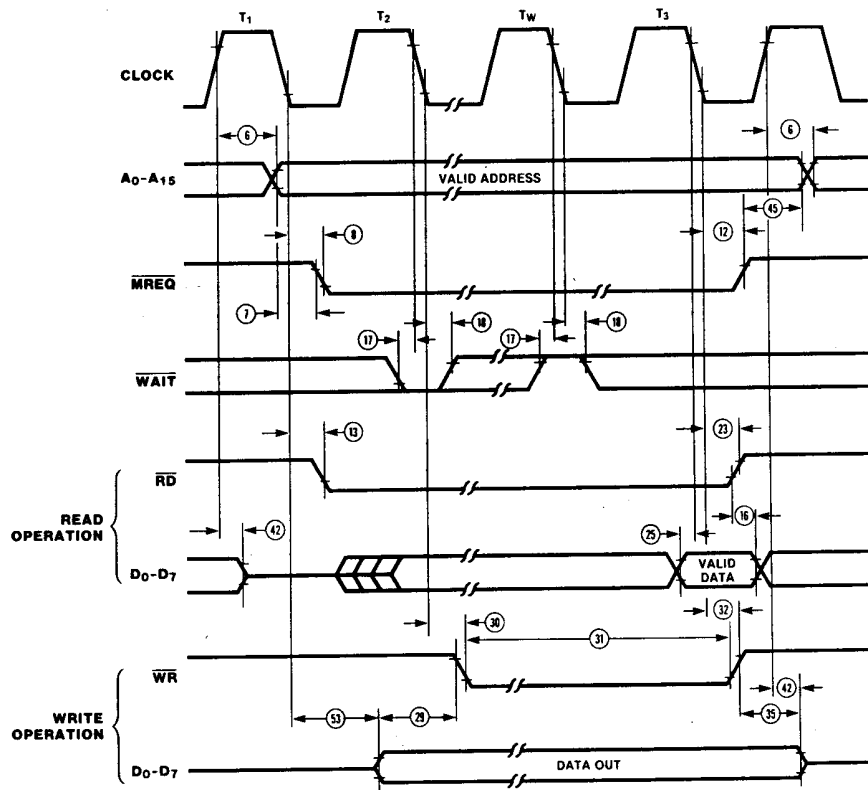 T1 T2 TW T3
CLOCK
6 6
A0-A15 VALID ADDRESS
45
8 12
MREQ
7
17 18 17 18
WAIT
13 23
RD
READ
OPERATION
42 25 16
D0-D7 VALID
DATA
32
30 31
WR
42
WRITE
OPERATION
53 29 35
D0-D7 DATA OUT